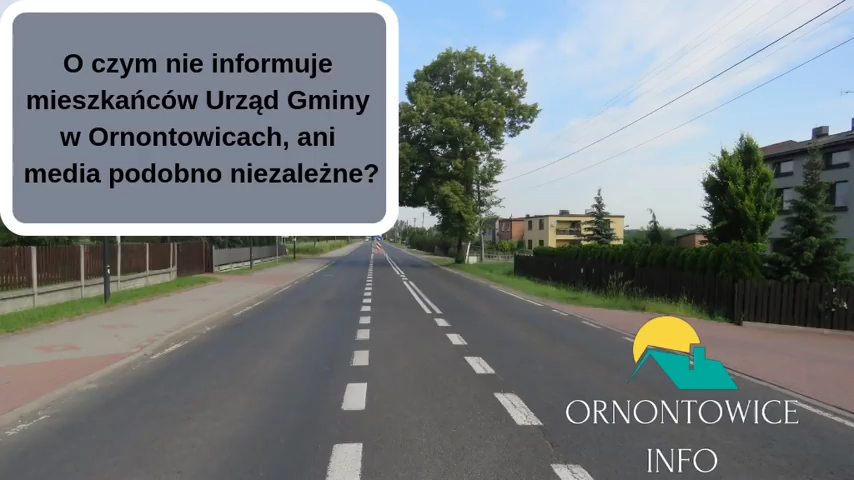 O czym nie informuje
mieszkańców Urząd Gminy
w Ornontowicach, ani
media podobno niezależne?
ORNONTOWICE
INFO